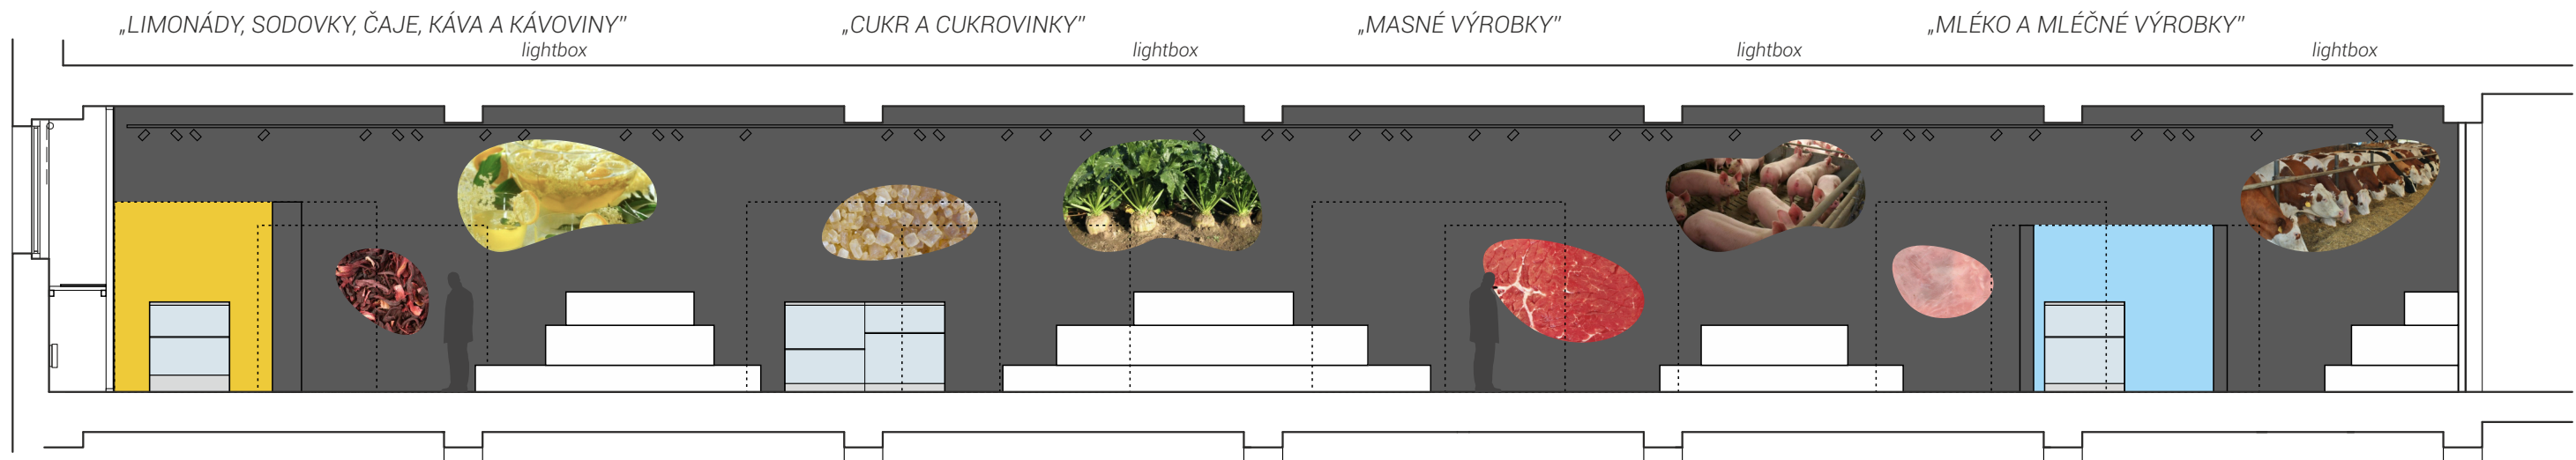 „LIMONÁDY, SODOVKY, ČAJE, KÁVA A KÁVOVINY"
„CUKR A CUKROVINKY"
„MASNÉ VÝROBKY"
„MLÉKO A MLÉČNÉ VÝROBKY"
lightbox
lightbox
lightbox
lightbox